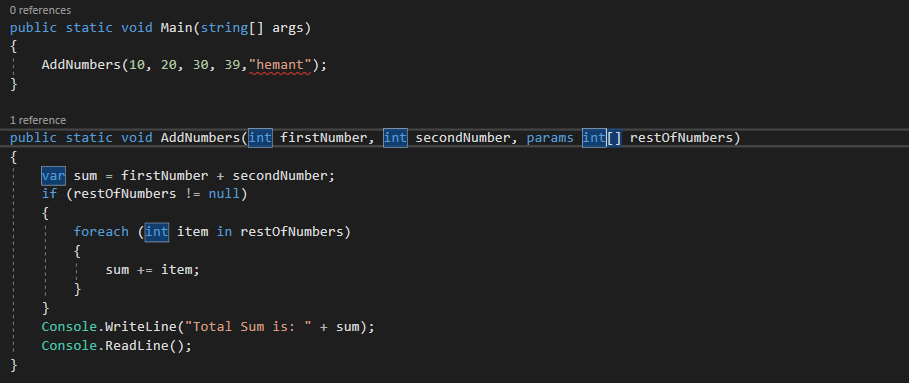 0 references
public static void Main(string[] args)
{
AddNumbers(10, 20, 30, 39,"hemant");
}
1 reference
public static void AddNumbers(int firstNumber, int secondNumber, params int[] restOfNumbers)
{
var sum = firstNumber + secondNumber;
if (restOfNumbers != null)
{
foreach (int item in restOfNumbers)
{
sum += item;
}
}
Console.WriteLine("Total Sum is: " + sum);
Console.ReadLine();
}